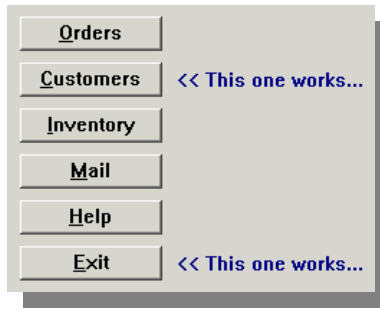 Orders
Customers << This one works...
Inventory
Mail
Help
Exit << This one works...